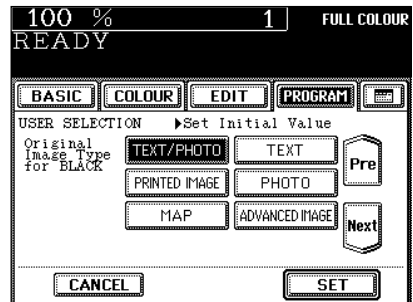 100 % 1 FULL COLOUR
READY
BASIC COLOUR EDIT PROGRAM
USER SELECTION ▶Set Initial Value
Original
Image Type
for BLACK
TEXT/PHOTO TEXT
Pre
PRINTED IMAGE PHOTO
MAP ADVANCED IMAGE
Next
CANCEL SET